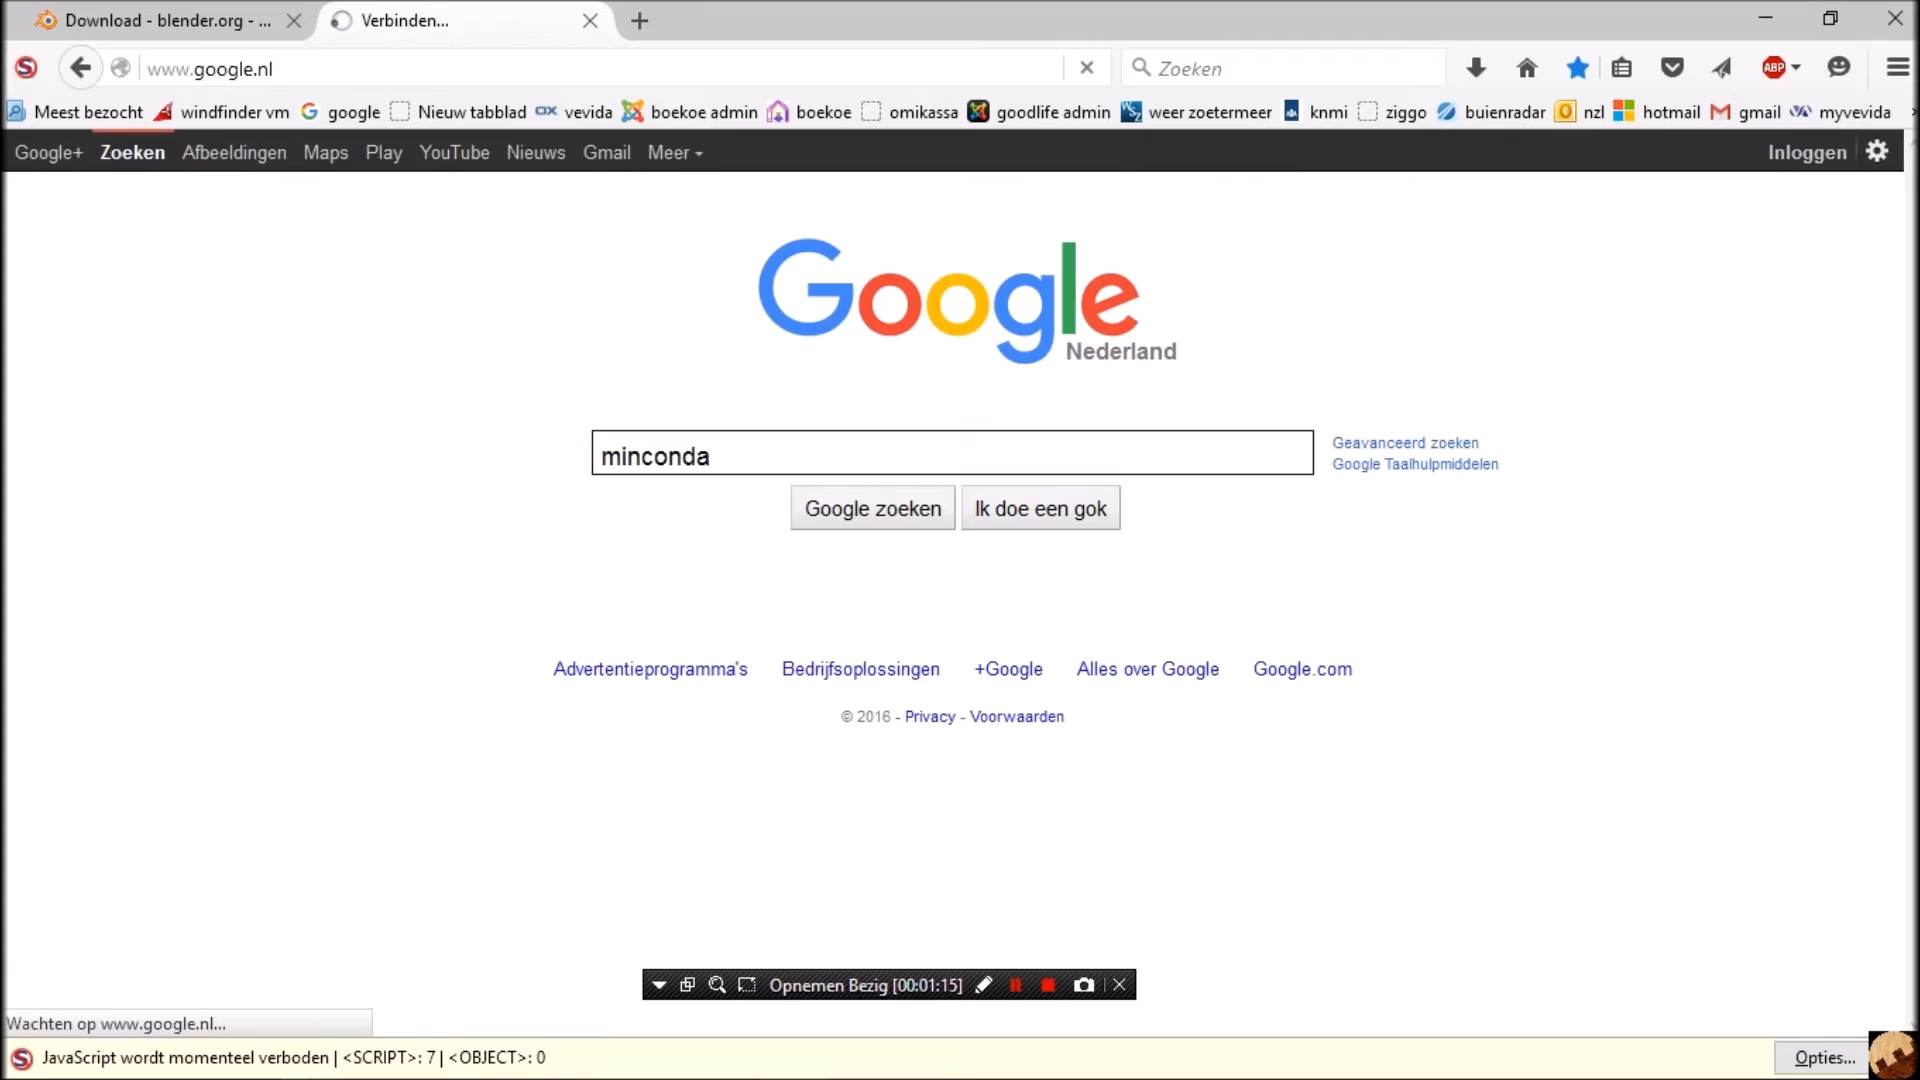 Download - blender.org - ...
Verbinden...
www.google.nl
Zoeken
ABP
Meest bezocht windfinder vm google Nieuw tabblad vevida boekoe admin boekoe omikassa goodlife admin weer zoetermeer knmi ziggo buienradar nzl hotmail gmail myvevida
Google+ Zoeken Afbeeldingen Maps Play YouTube Nieuws Gmail Meer
Inloggen
Google
Nederland
minconda
Geavanceerd zoeken
Google Taalhulpmiddelen
Google zoeken
Ik doe een gok
Advertentieprogramma's Bedrijfsoplossingen +Google Alles over Google Google.com
© 2016 - Privacy - Voorwaarden
Opnemen Bezig [00:01:15]
Wachten op www.google.nl...
JavaScript wordt momenteel verboden | <SCRIPT>: 7 | <OBJECT>: 0
Opties...